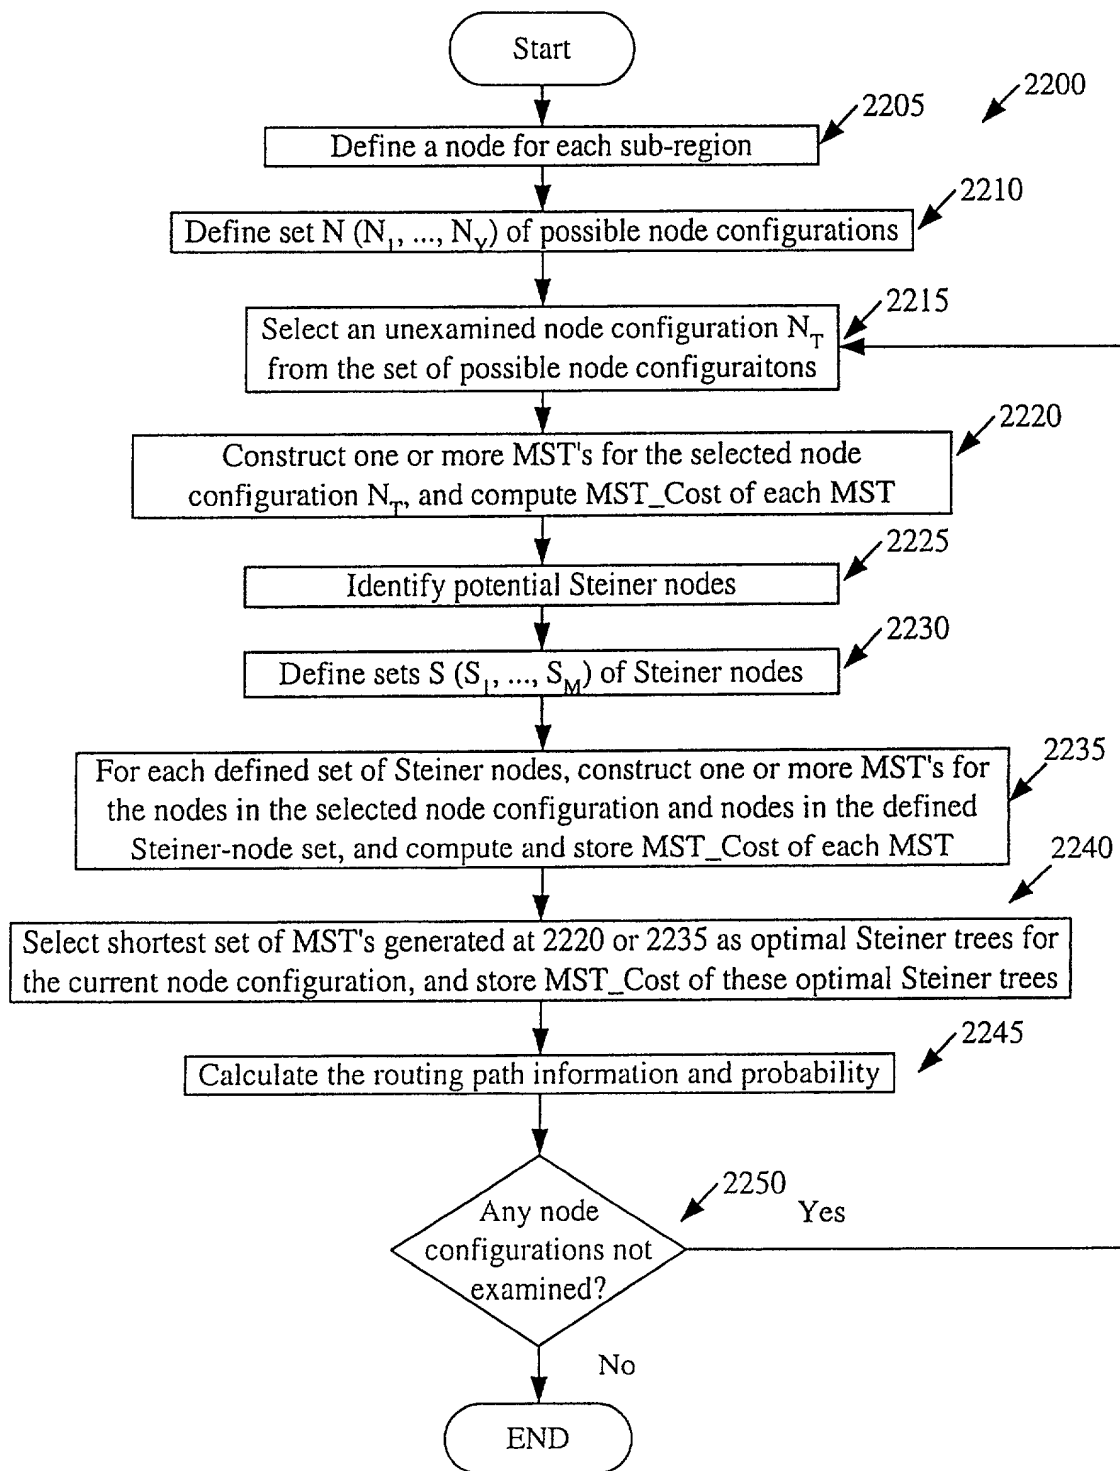 Start
2200
2205
Define a node for each sub-region
2210
Define set N (N₁, ..., N_Y) of possible node configurations
2215
Select an unexamined node configuration N_T
from the set of possible node configuraitons
2220
Construct one or more MST's for the selected node
configuration N_T, and compute MST_Cost of each MST
2225
Identify potential Steiner nodes
2230
Define sets S (S₁, ..., S_M) of Steiner nodes
2235
For each defined set of Steiner nodes, construct one or more MST's for
the nodes in the selected node configuration and nodes in the defined
Steiner-node set, and compute and store MST_Cost of each MST
2240
Select shortest set of MST's generated at 2220 or 2235 as optimal Steiner trees for
the current node configuration, and store MST_Cost of these optimal Steiner trees
2245
Calculate the routing path information and probability
2250
Any node
configurations not
examined?
Yes
No
END